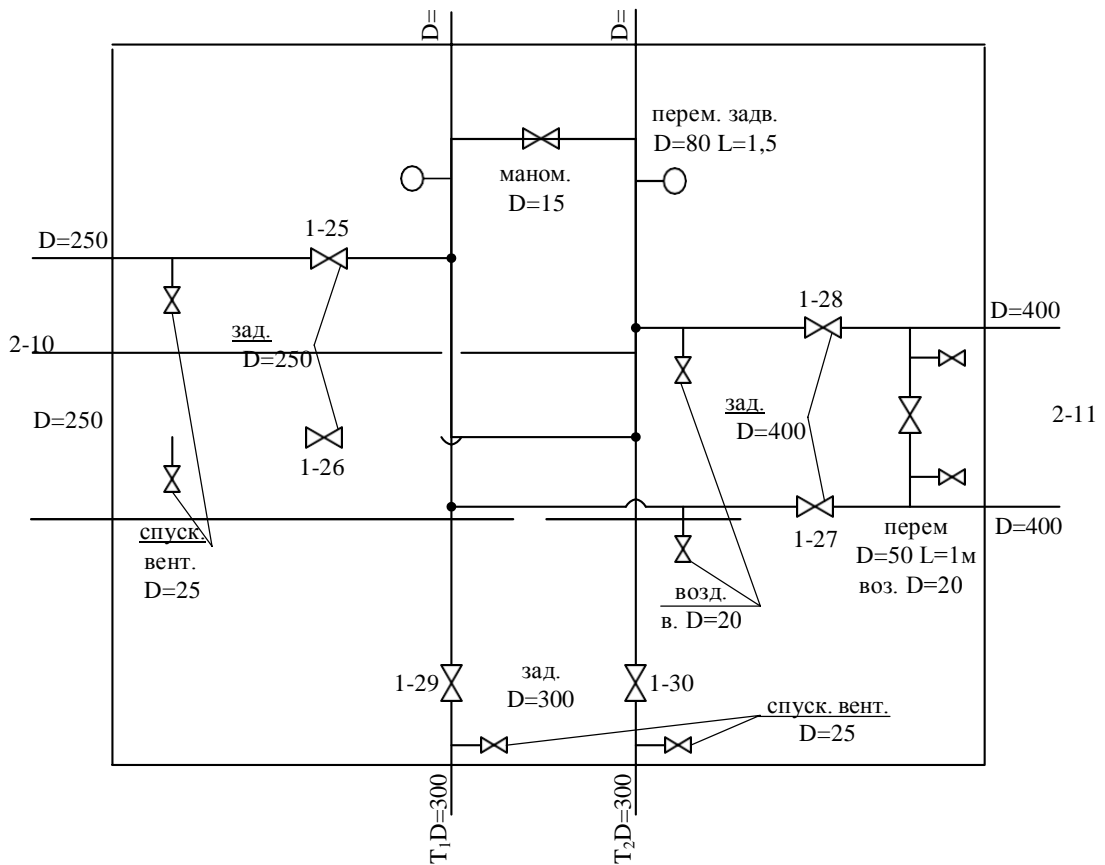 D=
D=
перем. задв.
D=80 L=1,5
маном.
D=15
1-25
D=250
1-28
D=400
зад.
D=250
2-10
D=250
зад.
D=400
2-11
1-26
спуск.
вент.
D=25
1-27
перем
D=50 L=1м
воз. D=20
D=400
возд.
в. D=20
1-29
зад.
D=300
1-30
спуск. вент.
D=25
T₁D=300
T₂D=300